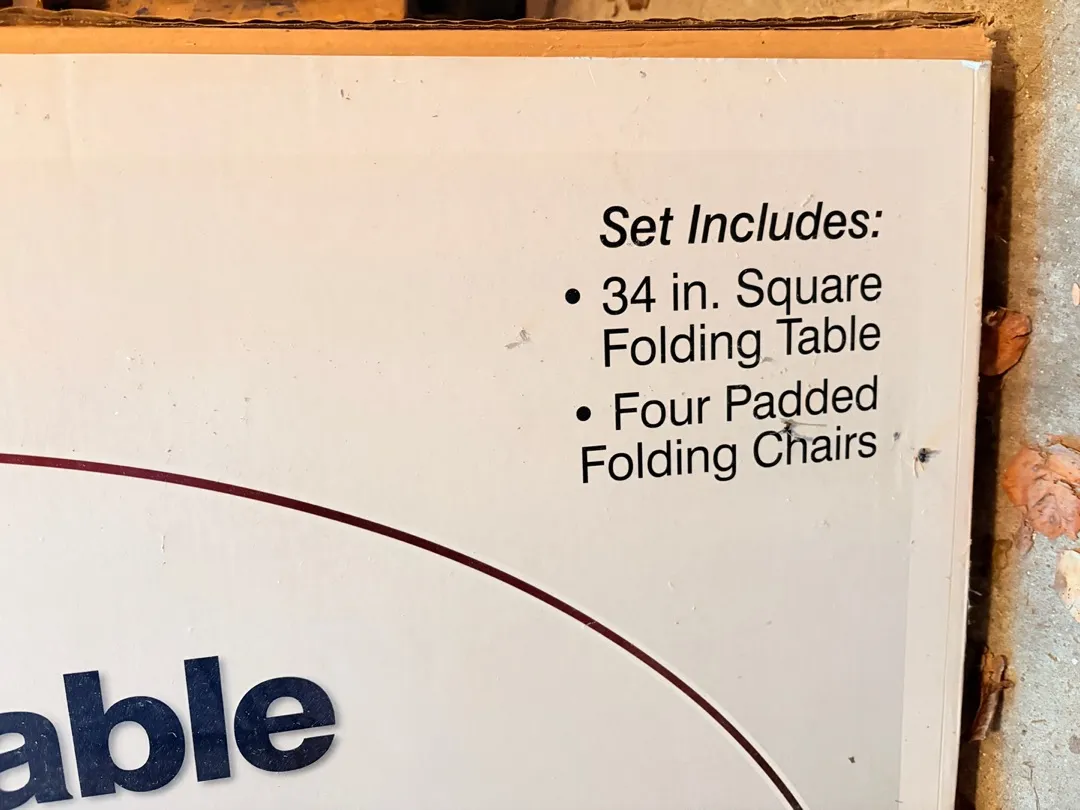 Set Includes:
• 34 in. Square
Folding Table
• Four Padded
Folding Chairs
able